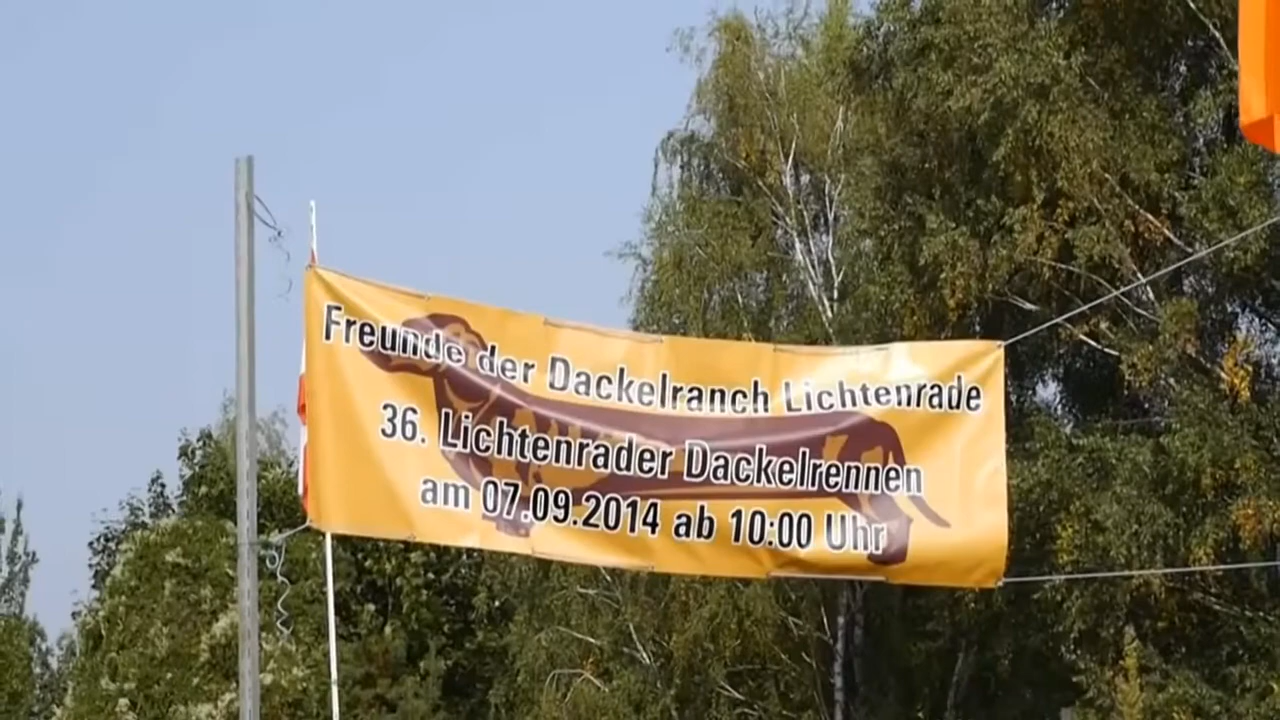 Freunde der Dackelranch Lichtenrade
36. Lichtenrader Dackelrennen
am 07.09.2014 ab 10:00 Uhr